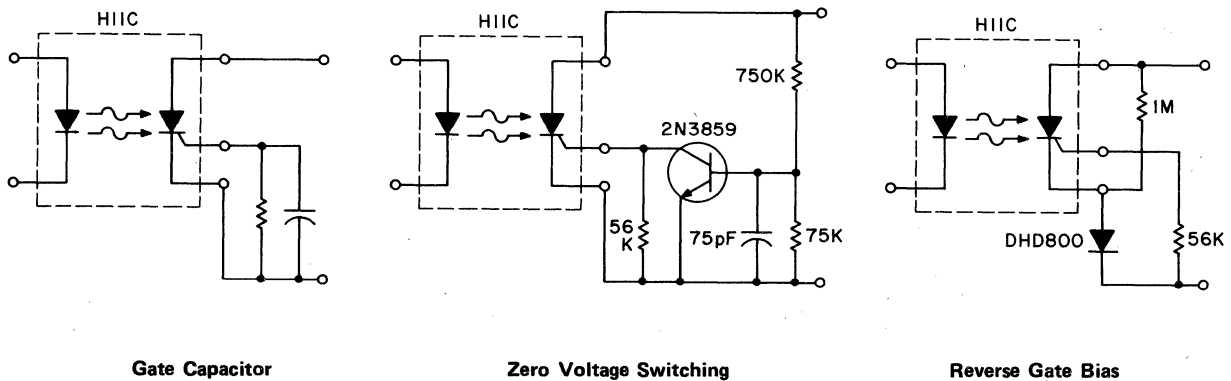 H11C
Gate Capacitor
H11C
750K
2N3859
56
K
75pF
75K
Zero Voltage Switching
H11C
1M
DHD800
56K
Reverse Gate Bias